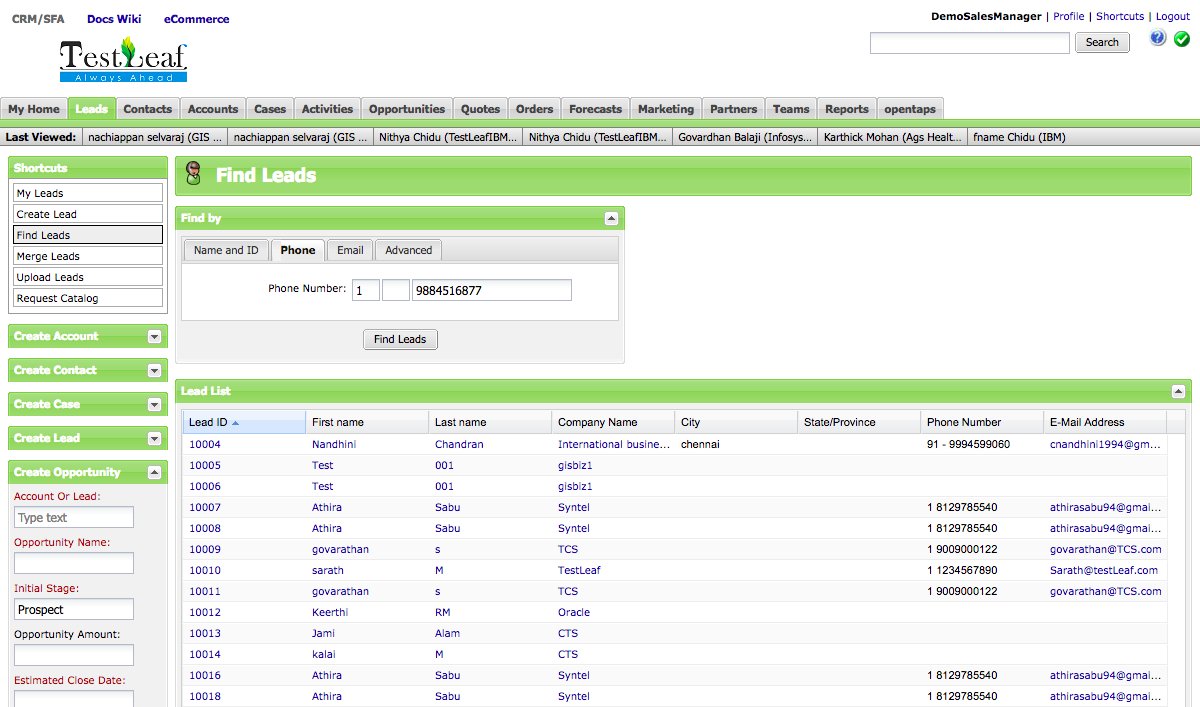 CRM/SFA Docs Wiki eCommerce
DemoSalesManager | Profile | Shortcuts | Logout
TestLeaf
Always Ahead
Search
?
My Home Leads Contacts Accounts Cases Activities Opportunities Quotes Orders Forecasts Marketing Partners Teams Reports opentaps
Last Viewed: nachiappan selvaraj (GIS ... nachiappan selvaraj (GIS ... Nithya Chidu (TestLeafIBM... Nithya Chidu (TestLeafIBM... Govardhan Balaji (Infosys... Karthick Mohan (Ags Healt... fname Chidu (IBM)
Shortcuts
My Leads
Create Lead
Find Leads
Merge Leads
Upload Leads
Request Catalog
Create Account
Create Contact
Create Case
Create Lead
Create Opportunity
Account Or Lead:
Type text
Opportunity Name:
Initial Stage:
Prospect
Opportunity Amount:
Estimated Close Date:
Find Leads
Find by
Name and ID Phone Email Advanced
Phone Number: 1 9884516877
Find Leads
Lead List
Lead ID First name Last name Company Name City State/Province Phone Number E-Mail Address
10004 Nandhini Chandran International busine... chennai 91 - 9994599060 cnandhini1994@gm...
10005 Test 001 gisbiz1
10006 Test 001 gisbiz1
10007 Athira Sabu Syntel 1 8129785540 athirasabu94@gmai...
10008 Athira Sabu Syntel 1 8129785540 athirasabu94@gmai...
10009 govarathan s TCS 1 9009000122 govarathan@TCS.com
10010 sarath M TestLeaf 1 1234567890 Sarath@testLeaf.com
10011 govarathan s TCS 1 9009000122 govarathan@TCS.com
10012 Keerthi RM Oracle
10013 Jami Alam CTS
10014 kalai M CTS
10016 Athira Sabu Syntel 1 8129785540 athirasabu94@gmai...
10018 Athira Sabu Syntel 1 8129785540 athirasabu94@gmai...